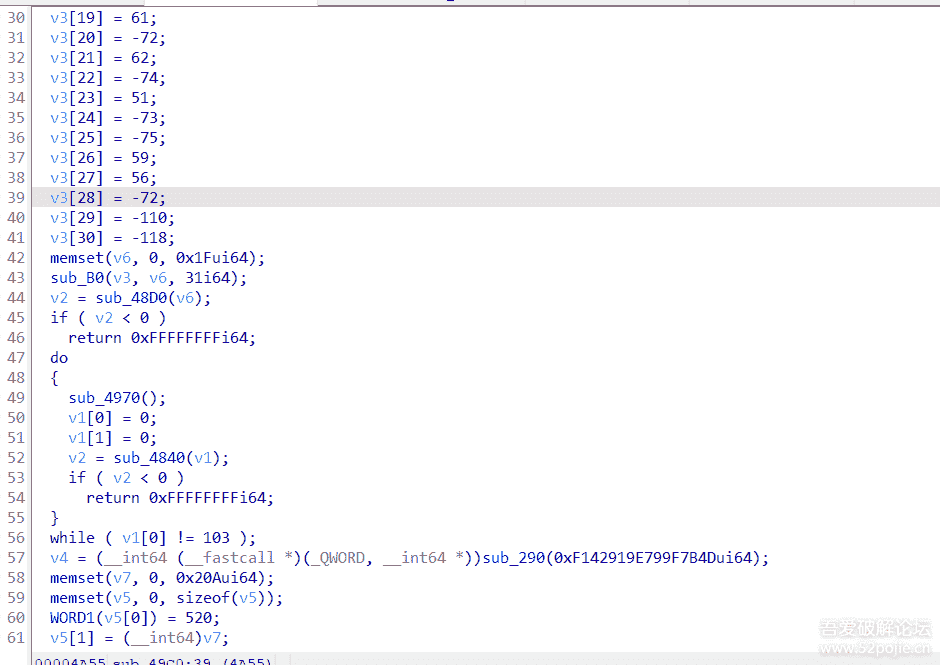 30 v3[19] = 61;
31 v3[20] = -72;
32 v3[21] = 62;
33 v3[22] = -74;
34 v3[23] = 51;
35 v3[24] = -73;
36 v3[25] = -75;
37 v3[26] = 59;
38 v3[27] = 56;
39 v3[28] = -72;
40 v3[29] = -110;
41 v3[30] = -118;
42 memset(v6, 0, 0x1Fui64);
43 sub_B0(v3, v6, 31i64);
44 v2 = sub_48D0(v6);
45 if ( v2 < 0 )
46 return 0xFFFFFFFFi64;
47 do
48 {
49 sub_4970();
50 v1[0] = 0;
51 v1[1] = 0;
52 v2 = sub_4840(v1);
53 if ( v2 < 0 )
54 return 0xFFFFFFFFi64;
55 }
56 while ( v1[0] != 103 );
57 v4 = (__int64 (__fastcall *)(_QWORD, __int64 *))sub_290(0xF142919E799F7B4Dui64);
58 memset(v7, 0, 0x20Aui64);
59 memset(v5, 0, sizeof(v5));
60 WORD1(v5[0]) = 520;
61 v5[1] = (__int64)v7;
吾爱破解论坛
www.52pojie.cn